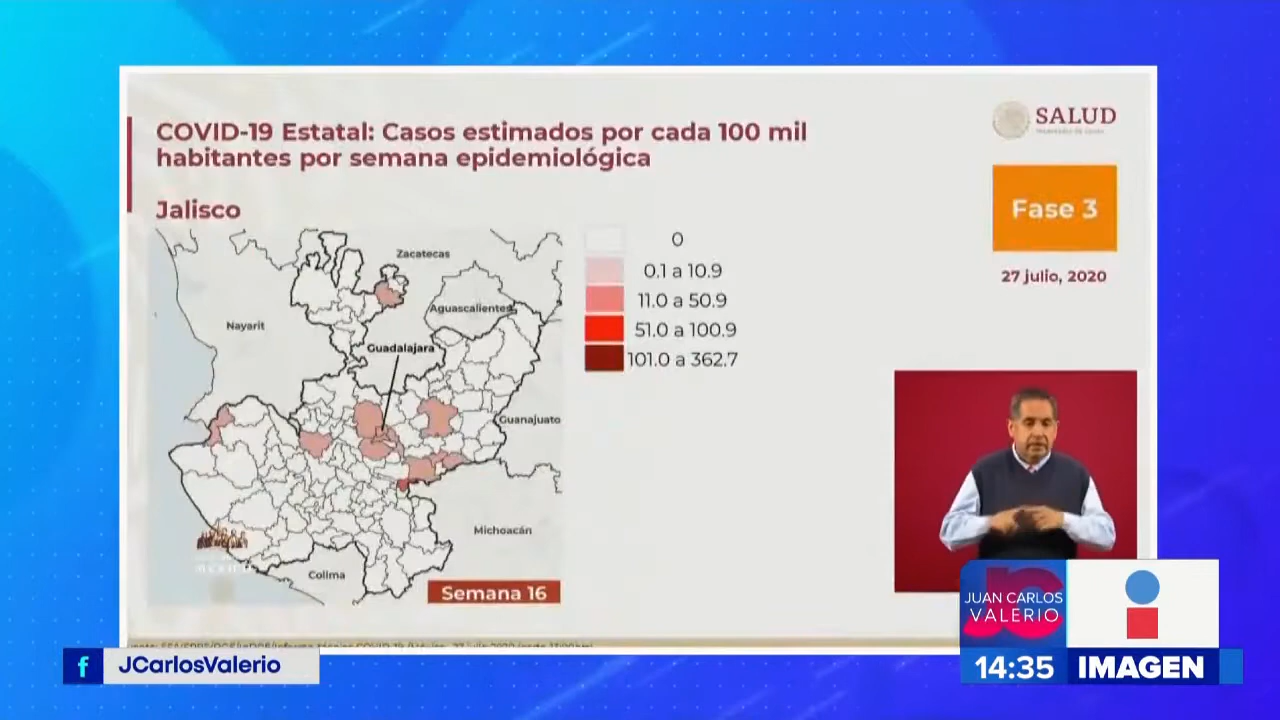 COVID-19 Estatal: Casos estimados por cada 100 mil
habitantes por semana epidemiológica
SALUD
Fase 3
27 julio, 2020
Jalisco
0
0.1 a 10.9
11.0 a 50.9
51.0 a 100.9
101.0 a 362.7
Zacatecas
Aguascalientes
Nayarit
Guadalajara
Guanajuato
Michoacán
Colima
Semana 16
JUAN CARLOS
VALERIO
JCarlosValerio
14:35 IMAGEN